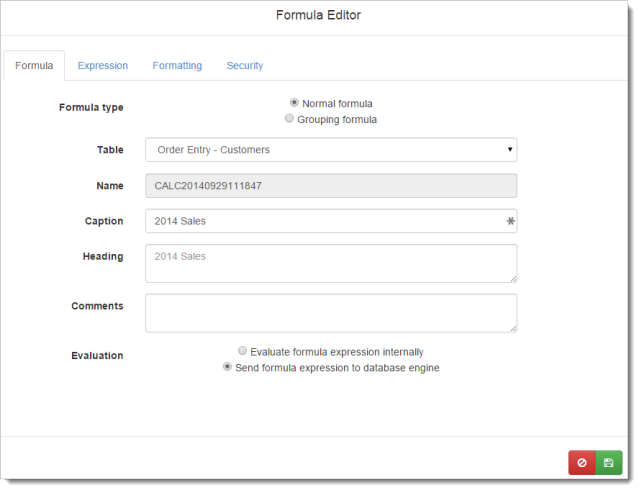 Formula Editor
Formula Expression Formatting Security
Formula type
Normal formula
Grouping formula
Table Order Entry - Customers
Name CALC20140929111847
Caption 2014 Sales
Heading 2014 Sales
Comments
Evaluation
Evaluate formula expression internally
Send formula expression to database engine